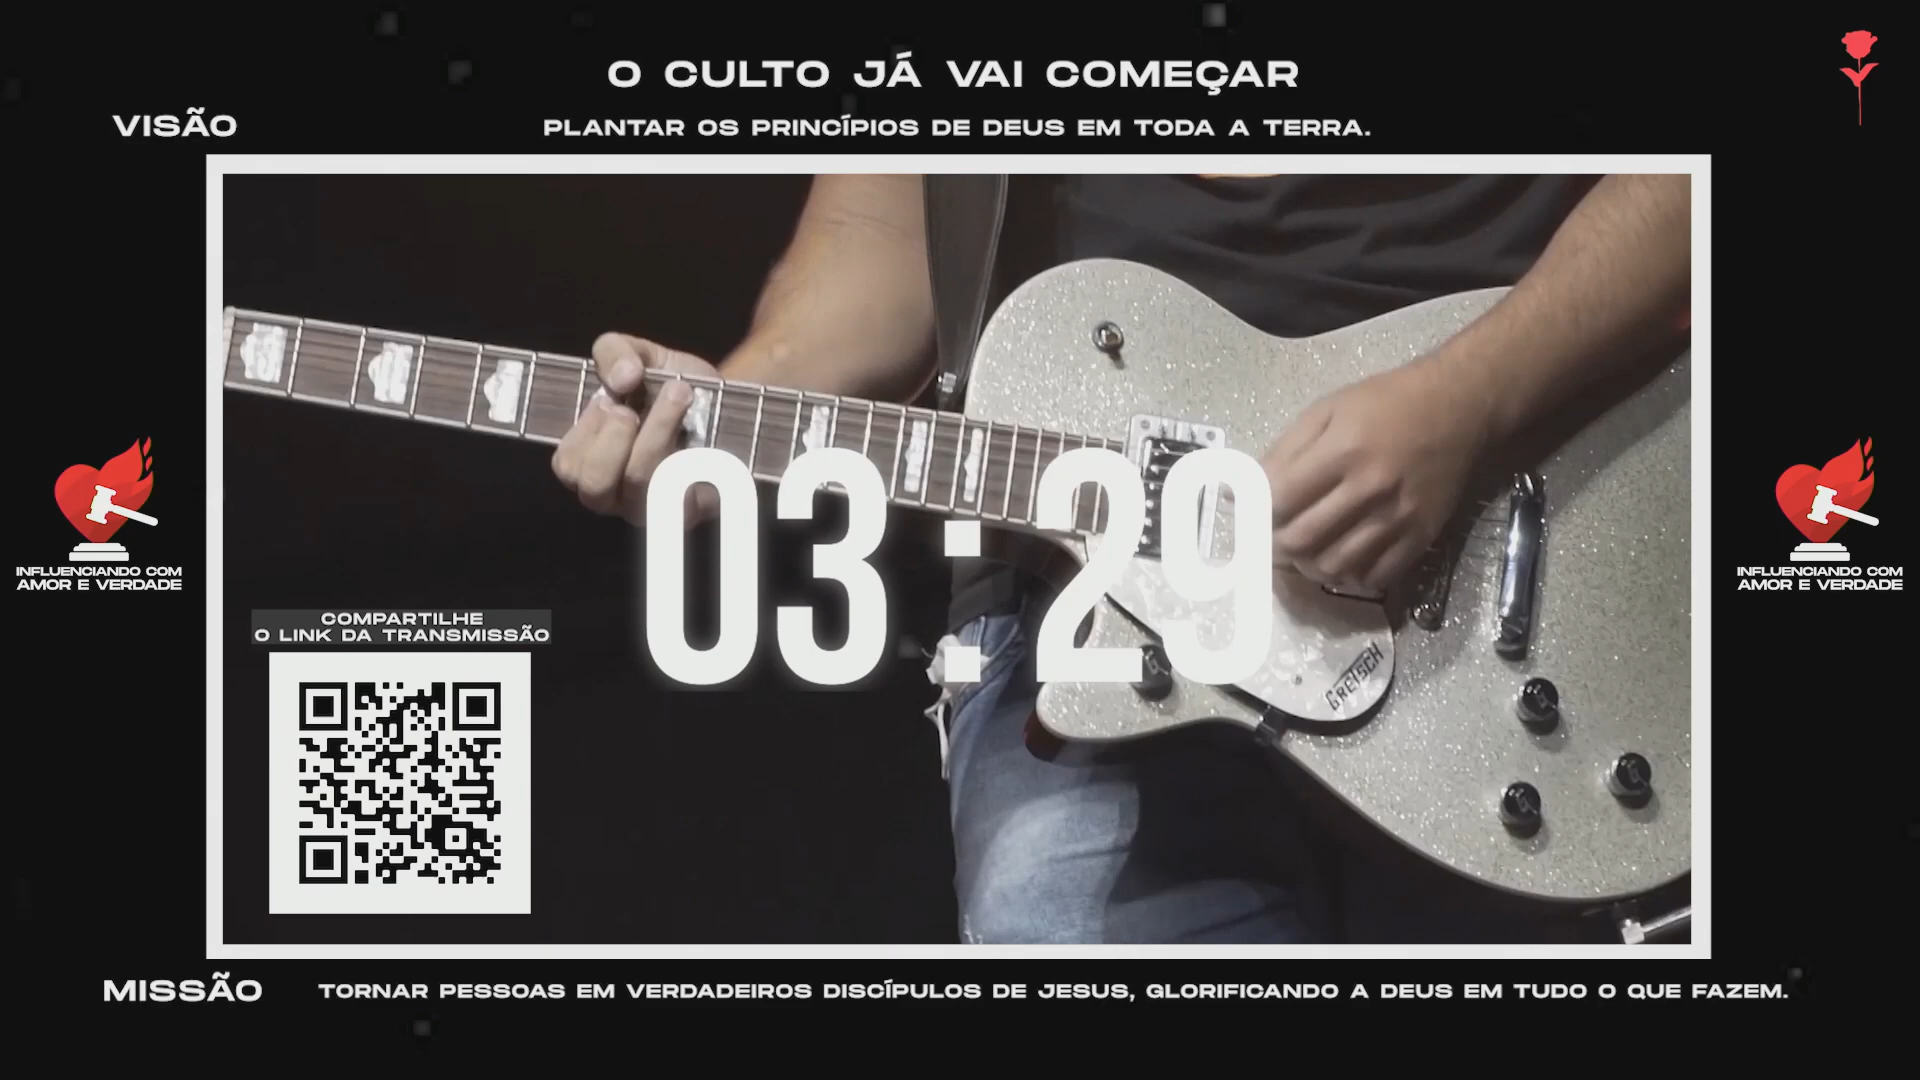 O CULTO JÁ VAI COMEÇAR
VISÃO
PLANTAR OS PRINCÍPIOS DE DEUS EM TODA A TERRA.
03:29
GRETSCH
INFLUENCIANDO COM
AMOR E VERDADE
INFLUENCIANDO COM
AMOR E VERDADE
COMPARTILHE
O LINK DA TRANSMISSÃO
MISSÃO
TORNAR PESSOAS EM VERDADEIROS DISCÍPULOS DE JESUS, GLORIFICANDO A DEUS EM TUDO O QUE FAZEM.